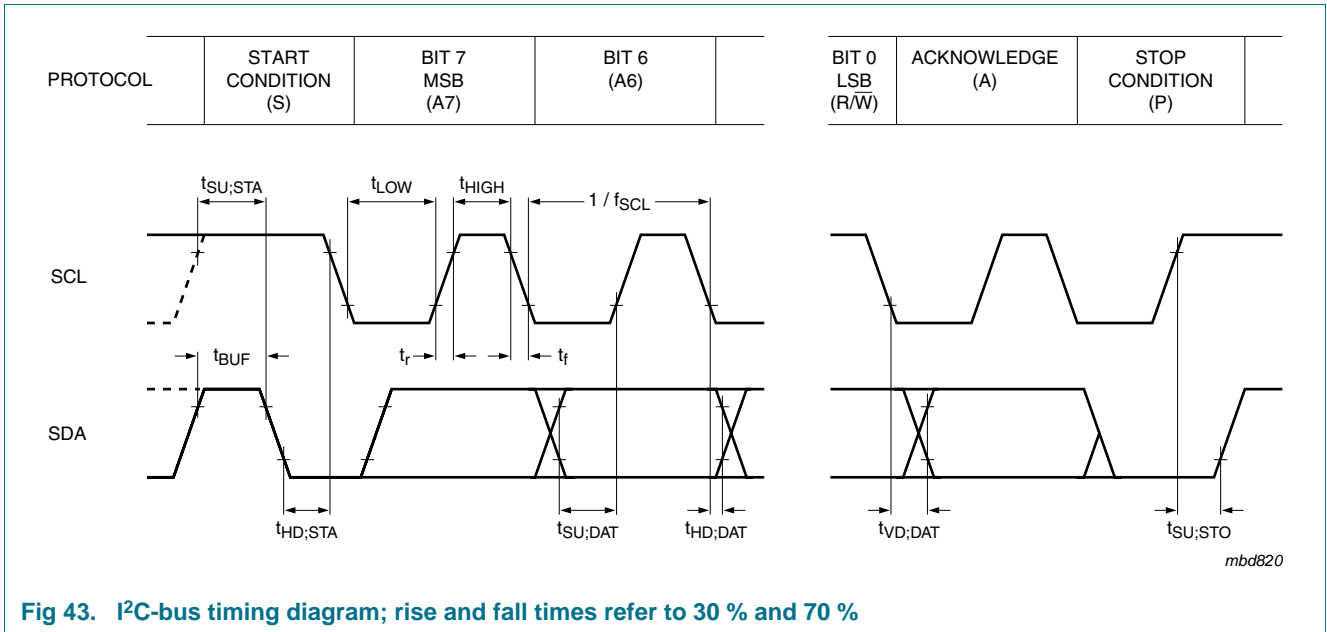 PROTOCOL
START
CONDITION
(S)
BIT 7
MSB
(A7)
BIT 6
(A6)
BIT 0
LSB
(R/W̅)
ACKNOWLEDGE
(A)
STOP
CONDITION
(P)
tSU;STA
tLOW
tHIGH
1 / fSCL
SCL
tBUF
tr
tf
SDA
tHD;STA
tSU;DAT
tHD;DAT
tVD;DAT
tSU;STO
mbd820
Fig 43. I²C-bus timing diagram; rise and fall times refer to 30 % and 70 %